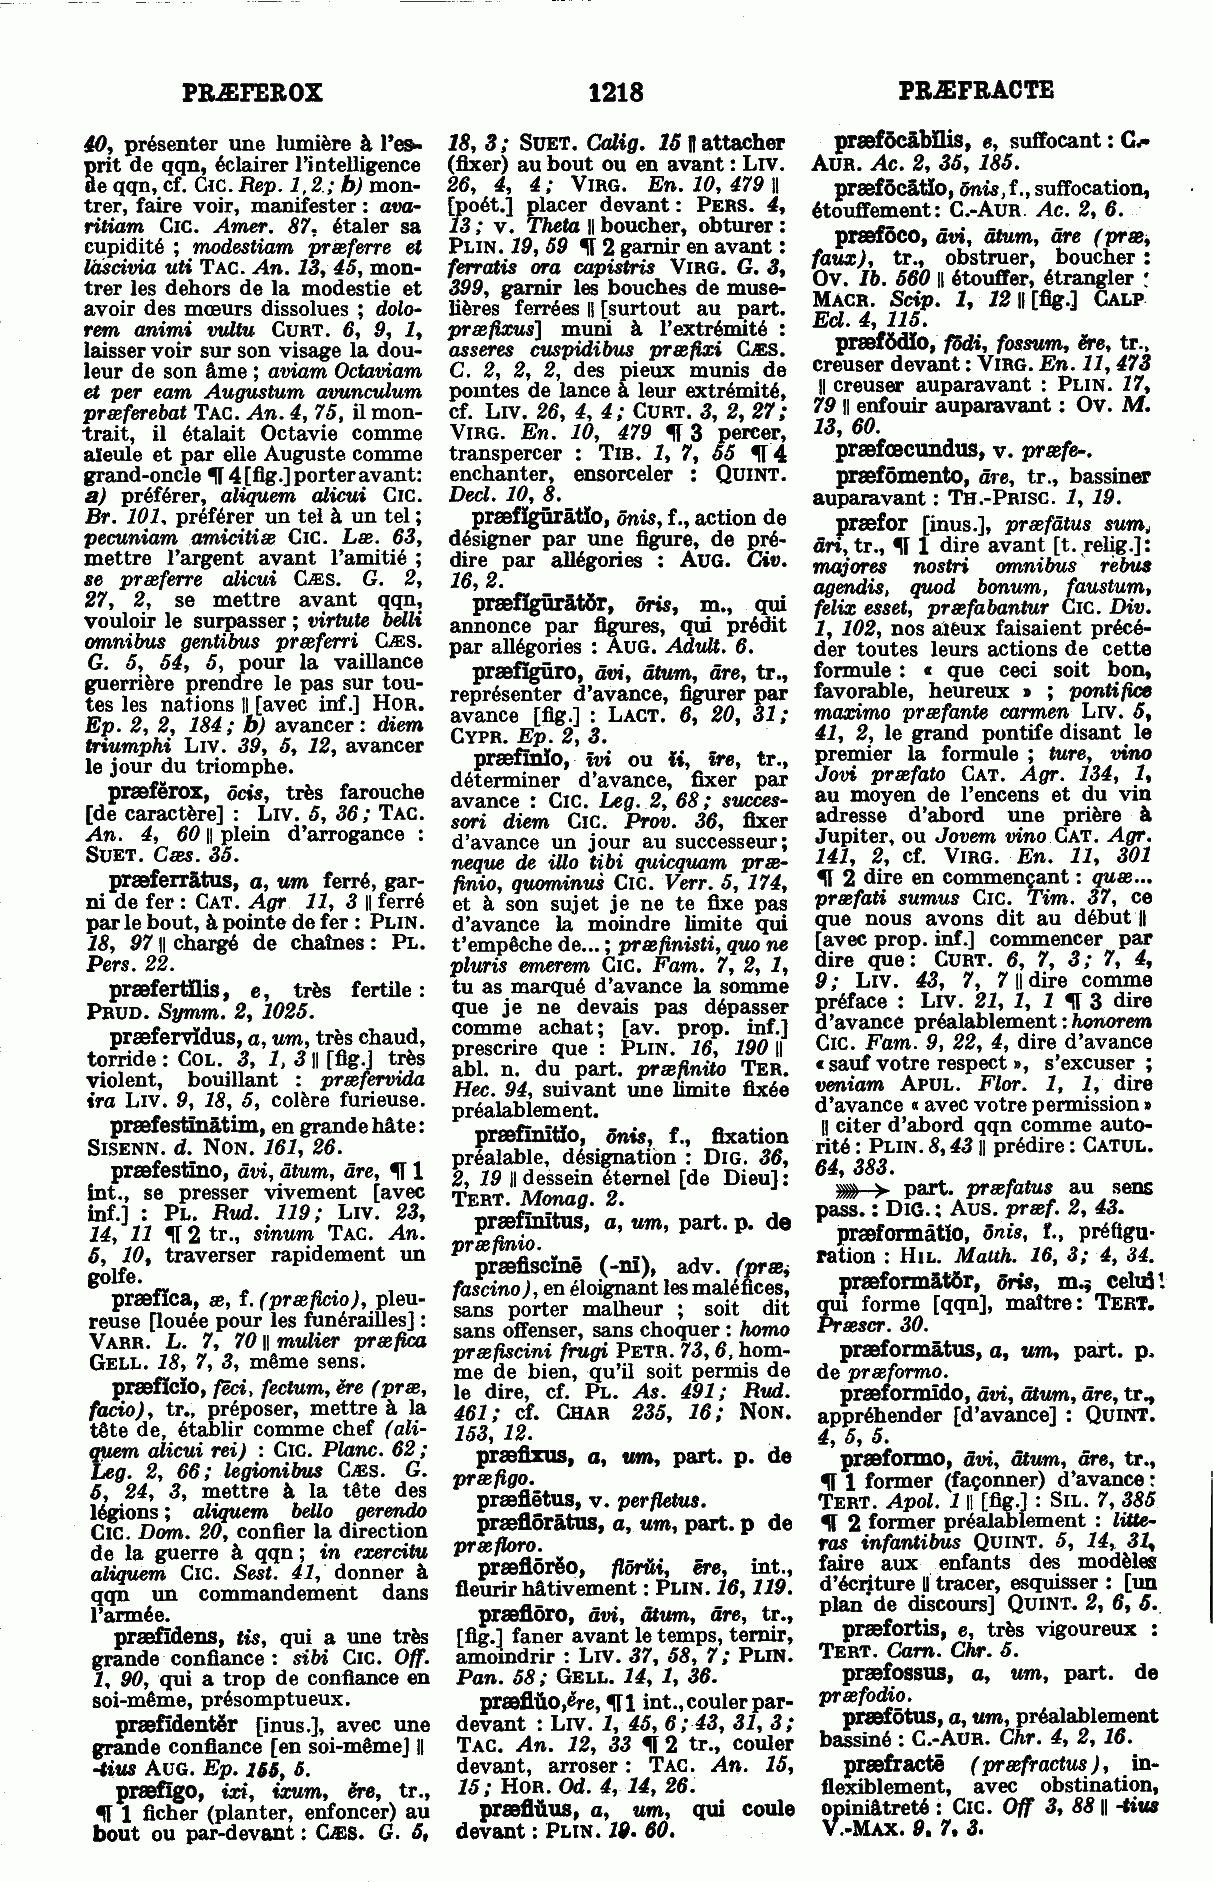 PRÆFEROX
1218
PRÆFRACTE
40, présenter une lumière à l'es-
prit de qqn, éclairer l'intelligence
de qqn, cf. CIC. Rep. 1, 2.; b) mon-
trer, faire voir, manifester : ava-
ritiam CIC. Amer. 87, étaler sa
cupidité ; modestiam præferre et
lascivia uti TAC. An. 13, 45, mon-
trer les dehors de la modestie et
avoir des mœurs dissolues ; dolo-
rem animi vultu CURT. 6, 9, 1,
laisser voir sur son visage la dou-
leur de son âme ; aviam Octaviam
et per eam Augustum avunculum
præferebat TAC. An. 4, 75, il mon-
trait, il étalait Octavie comme
aïeule et par elle Auguste comme
grand-oncle ¶ 4 [fig.] porter avant:
a) préférer, aliquem alicui CIC.
Br. 101, préférer un tel à un tel ;
pecuniam amicitiæ CIC. Læ. 63,
mettre l'argent avant l'amitié ;
se præferre alicui CÆS. G. 2,
27, 2, se mettre avant qqn,
vouloir le surpasser ; virtute belli
omnibus gentibus præferri CÆS.
G. 5, 54, 5, pour la vaillance
guerrière prendre le pas sur tou-
tes les nations || [avec inf.] HOR.
Ep. 2, 2, 184 ; b) avancer : diem
triumphi LIV. 39, 5, 12, avancer
le jour du triomphe.
præfĕrox, ōcis, très farouche
[de caractère] : LIV. 5, 36 ; TAC.
An. 4, 60 || plein d'arrogance :
SUET. Cæs. 35.
præferrātus, a, um ferré, gar-
ni de fer : CAT. Agr 11, 3 || ferré
par le bout, à pointe de fer : PLIN.
18, 97 || chargé de chaînes : PL.
Pers. 22.
præfertĭlis, e, très fertile :
PRUD. Symm. 2, 1025.
præfervĭdus, a, um, très chaud,
torride : COL. 3, 1, 3 || [fig.] très
violent, bouillant : præfervida
ira LIV. 9, 18, 5, colère furieuse.
præfestīnātim, en grande hâte :
SISENN. d. NON. 161, 26.
præfestīno, āvi, ātum, āre, ¶ 1
int., se presser vivement [avec
inf.] : PL. Rud. 119 ; LIV. 23,
14, 11 ¶ 2 tr., sinum TAC. An.
5, 10, traverser rapidement un
golfe.
præfĭca, æ, f. (præficio), pleu-
reuse [louée pour les funérailles] :
VARR. L. 7, 70 || mulier præfica
GELL. 18, 7, 3, même sens.
præfĭcĭo, fēci, fectum, ĕre (præ,
facio), tr., préposer, mettre à la
tête de, établir comme chef (ali-
quem alicui rei) : CIC. Planc. 62 ;
Leg. 2, 66 ; legionibus CÆS. G.
5, 24, 3, mettre à la tête des
légions ; aliquem bello gerendo
CIC. Dom. 20, confier la direction
de la guerre à qqn ; in exercitu
aliquem CIC. Sest. 41, donner à
qqn un commandement dans
l'armée.
præfīdens, tis, qui a une très
grande confiance : sibi CIC. Off.
1, 90, qui a trop de confiance en
soi-même, présomptueux.
præfīdentĕr [inus.], avec une
grande confiance [en soi-même] ||
-tius AUG. Ep. 155, 5.
præfīgo, ixi, ixum, ĕre, tr.,
¶ 1 ficher (planter, enfoncer) au
bout ou par-devant : CÆS. G. 5,
18, 3 ; SUET. Calig. 15 || attacher
(fixer) au bout ou en avant : LIV.
26, 4, 4 ; VIRG. En. 10, 479 ||
[poét.] placer devant : PERS. 4,
13 ; v. Theta || boucher, obturer :
PLIN. 19, 59 ¶ 2 garnir en avant :
ferratis ora capistris VIRG. G. 3,
399, garnir les bouches de muse-
lières ferrées || [surtout au part.
præfixus] muni à l'extrémité :
asseres cuspidibus præfixi CÆS.
C. 2, 2, 2, des pieux munis de
pointes de lance à leur extrémité,
cf. LIV. 26, 4, 4 ; CURT. 3, 2, 27 ;
VIRG. En. 10, 479 ¶ 3 percer,
transpercer : TIB. 1, 7, 55 ¶ 4
enchanter, ensorceler : QUINT.
Decl. 10, 8.
præfĭgūrātĭo, ōnis, f., action de
désigner par une figure, de pré-
dire par allégories : AUG. Civ.
16, 2.
præfĭgūrātŏr, ōris, m., qui
annonce par figures, qui prédit
par allégories : AUG. Adult. 6.
præfĭgūro, āvi, ātum, āre, tr.,
représenter d'avance, figurer par
avance [fig.] : LACT. 6, 20, 31 ;
CYPR. Ep. 2, 3.
præfīnĭo, īvi ou ĭi, īre, tr.,
déterminer d'avance, fixer par
avance : CIC. Leg. 2, 68 ; succes-
sori diem CIC. Prov. 36, fixer
d'avance un jour au successeur ;
neque de illo tibi quicquam præ-
finio, quominus CIC. Verr. 5, 174,
et à son sujet je ne te fixe pas
d'avance la moindre limite qui
t'empêche de... ; præfinisti, quo ne
pluris emerem CIC. Fam. 7, 2, 1,
tu as marqué d'avance la somme
que je ne devais pas dépasser
comme achat ; [av. prop. inf.]
prescrire que : PLIN. 16, 190 ||
abl. n. du part. præfinito TER.
Hec. 94, suivant une limite fixée
préalablement.
præfīnītĭo, ōnis, f., fixation
préalable, désignation : DIG. 36,
2, 19 || dessein éternel [de Dieu] :
TERT. Monag. 2.
præfīnītus, a, um, part. p. de
præfinio.
præfiscĭnē (-nī), adv. (præ,
fascino), en éloignant les maléfices,
sans porter malheur ; soit dit
sans offenser, sans choquer : homo
præfiscini frugi PETR. 73, 6, hom-
me de bien, qu'il soit permis de
le dire, cf. PL. As. 491 ; Rud.
461 ; cf. CHAR 235, 16 ; NON.
153, 12.
præfixus, a, um, part. p. de
præfigo.
præflētus, v. perfletus.
præflōrātus, a, um, part. p de
præfloro.
præflōrĕo, flōrŭi, ēre, int.,
fleurir hâtivement : PLIN. 16, 119.
præflōro, āvi, ātum, āre, tr.,
[fig.] faner avant le temps, ternir,
amoindrir : LIV. 37, 58, 7 ; PLIN.
Pan. 58 ; GELL. 14, 1, 36.
præflŭo, ĕre, ¶ 1 int., couler par-
devant : LIV. 1, 45, 6 ; 43, 31, 3 ;
TAC. An. 12, 33 ¶ 2 tr., couler
devant, arroser : TAC. An. 15,
15 ; HOR. Od. 4, 14, 26.
præflŭus, a, um, qui coule
devant : PLIN. 19. 60.
præfōcābĭlis, e, suffocant : C.-
AUR. Ac. 2, 35, 185.
præfōcātĭo, ōnis, f., suffocation,
étouffement : C.-AUR. Ac. 2, 6.
præfōco, āvi, ātum, āre (præ,
faux), tr., obstruer, boucher :
OV. Ib. 560 || étouffer, étrangler :
MACR. Scip. 1, 12 || [fig.] CALP
Ecl. 4, 115.
præfŏdĭo, fōdi, fossum, ĕre, tr.,
creuser devant : VIRG. En. 11, 473
|| creuser auparavant : PLIN. 17,
79 || enfouir auparavant : OV. M.
13, 60.
præfœcundus, v. præfe-.
præfōmento, āre, tr., bassiner
auparavant : TH.-PRISC. 1, 19.
præfor [inus.], præfātus sum,
āri, tr., ¶ 1 dire avant [t. relig.] :
majores nostri omnibus rebus
agendis, quod bonum, faustum,
felix esset, præfabantur CIC. Div.
1, 102, nos aïeux faisaient précé-
der toutes leurs actions de cette
formule : « que ceci soit bon,
favorable, heureux » ; pontifice
maximo præfante carmen LIV. 5,
41, 2, le grand pontife disant le
premier la formule ; ture, vino
Jovi præfato CAT. Agr. 134, 1,
au moyen de l'encens et du vin
adresse d'abord une prière à
Jupiter, ou Jovem vino CAT. Agr.
141, 2, cf. VIRG. En. 11, 301
¶ 2 dire en commençant : quæ...
præfati sumus CIC. Tim. 37, ce
que nous avons dit au début ||
[avec prop. inf.] commencer par
dire que : CURT. 6, 7, 3 ; 7, 4,
9 ; LIV. 43, 7, 7 || dire comme
préface : LIV. 21, 1, 1 ¶ 3 dire
d'avance préalablement : honorem
CIC. Fam. 9, 22, 4, dire d'avance
« sauf votre respect », s'excuser ;
veniam APUL. Flor. 1, 1, dire
d'avance « avec votre permission »
|| citer d'abord qqn comme auto-
rité : PLIN. 8, 43 || prédire : CATUL.
64, 383.
➳ part. præfatus au sens
pass. : DIG. ; AUS. præf. 2, 43.
præformātĭo, ōnis, f., préfigu-
ration : HIL. Matth. 16, 3 ; 4, 34.
præformātŏr, ōris, m., celui
qui forme [qqn], maître : TERT.
Præscr. 30.
præformātus, a, um, part. p.
de præformo.
præformīdo, āvi, ātum, āre, tr.,
appréhender [d'avance] : QUINT.
4, 5, 5.
præformo, āvi, ātum, āre, tr.,
¶ 1 former (façonner) d'avance :
TERT. Apol. 1 || [fig.] : SIL. 7, 385
¶ 2 former préalablement : litte-
ras infantibus QUINT. 5, 14, 31,
faire aux enfants des modèles
d'écriture || tracer, esquisser : [un
plan de discours] QUINT. 2, 6, 5.
præfortis, e, très vigoureux :
TERT. Carn. Chr. 5.
præfossus, a, um, part. de
præfodio.
præfōtus, a, um, préalablement
bassiné : C.-AUR. Chr. 4, 2, 16.
præfractē (præfractus), in-
flexiblement, avec obstination,
opiniâtreté : CIC. Off 3, 88 || -tius
V.-MAX. 9, 7, 3.